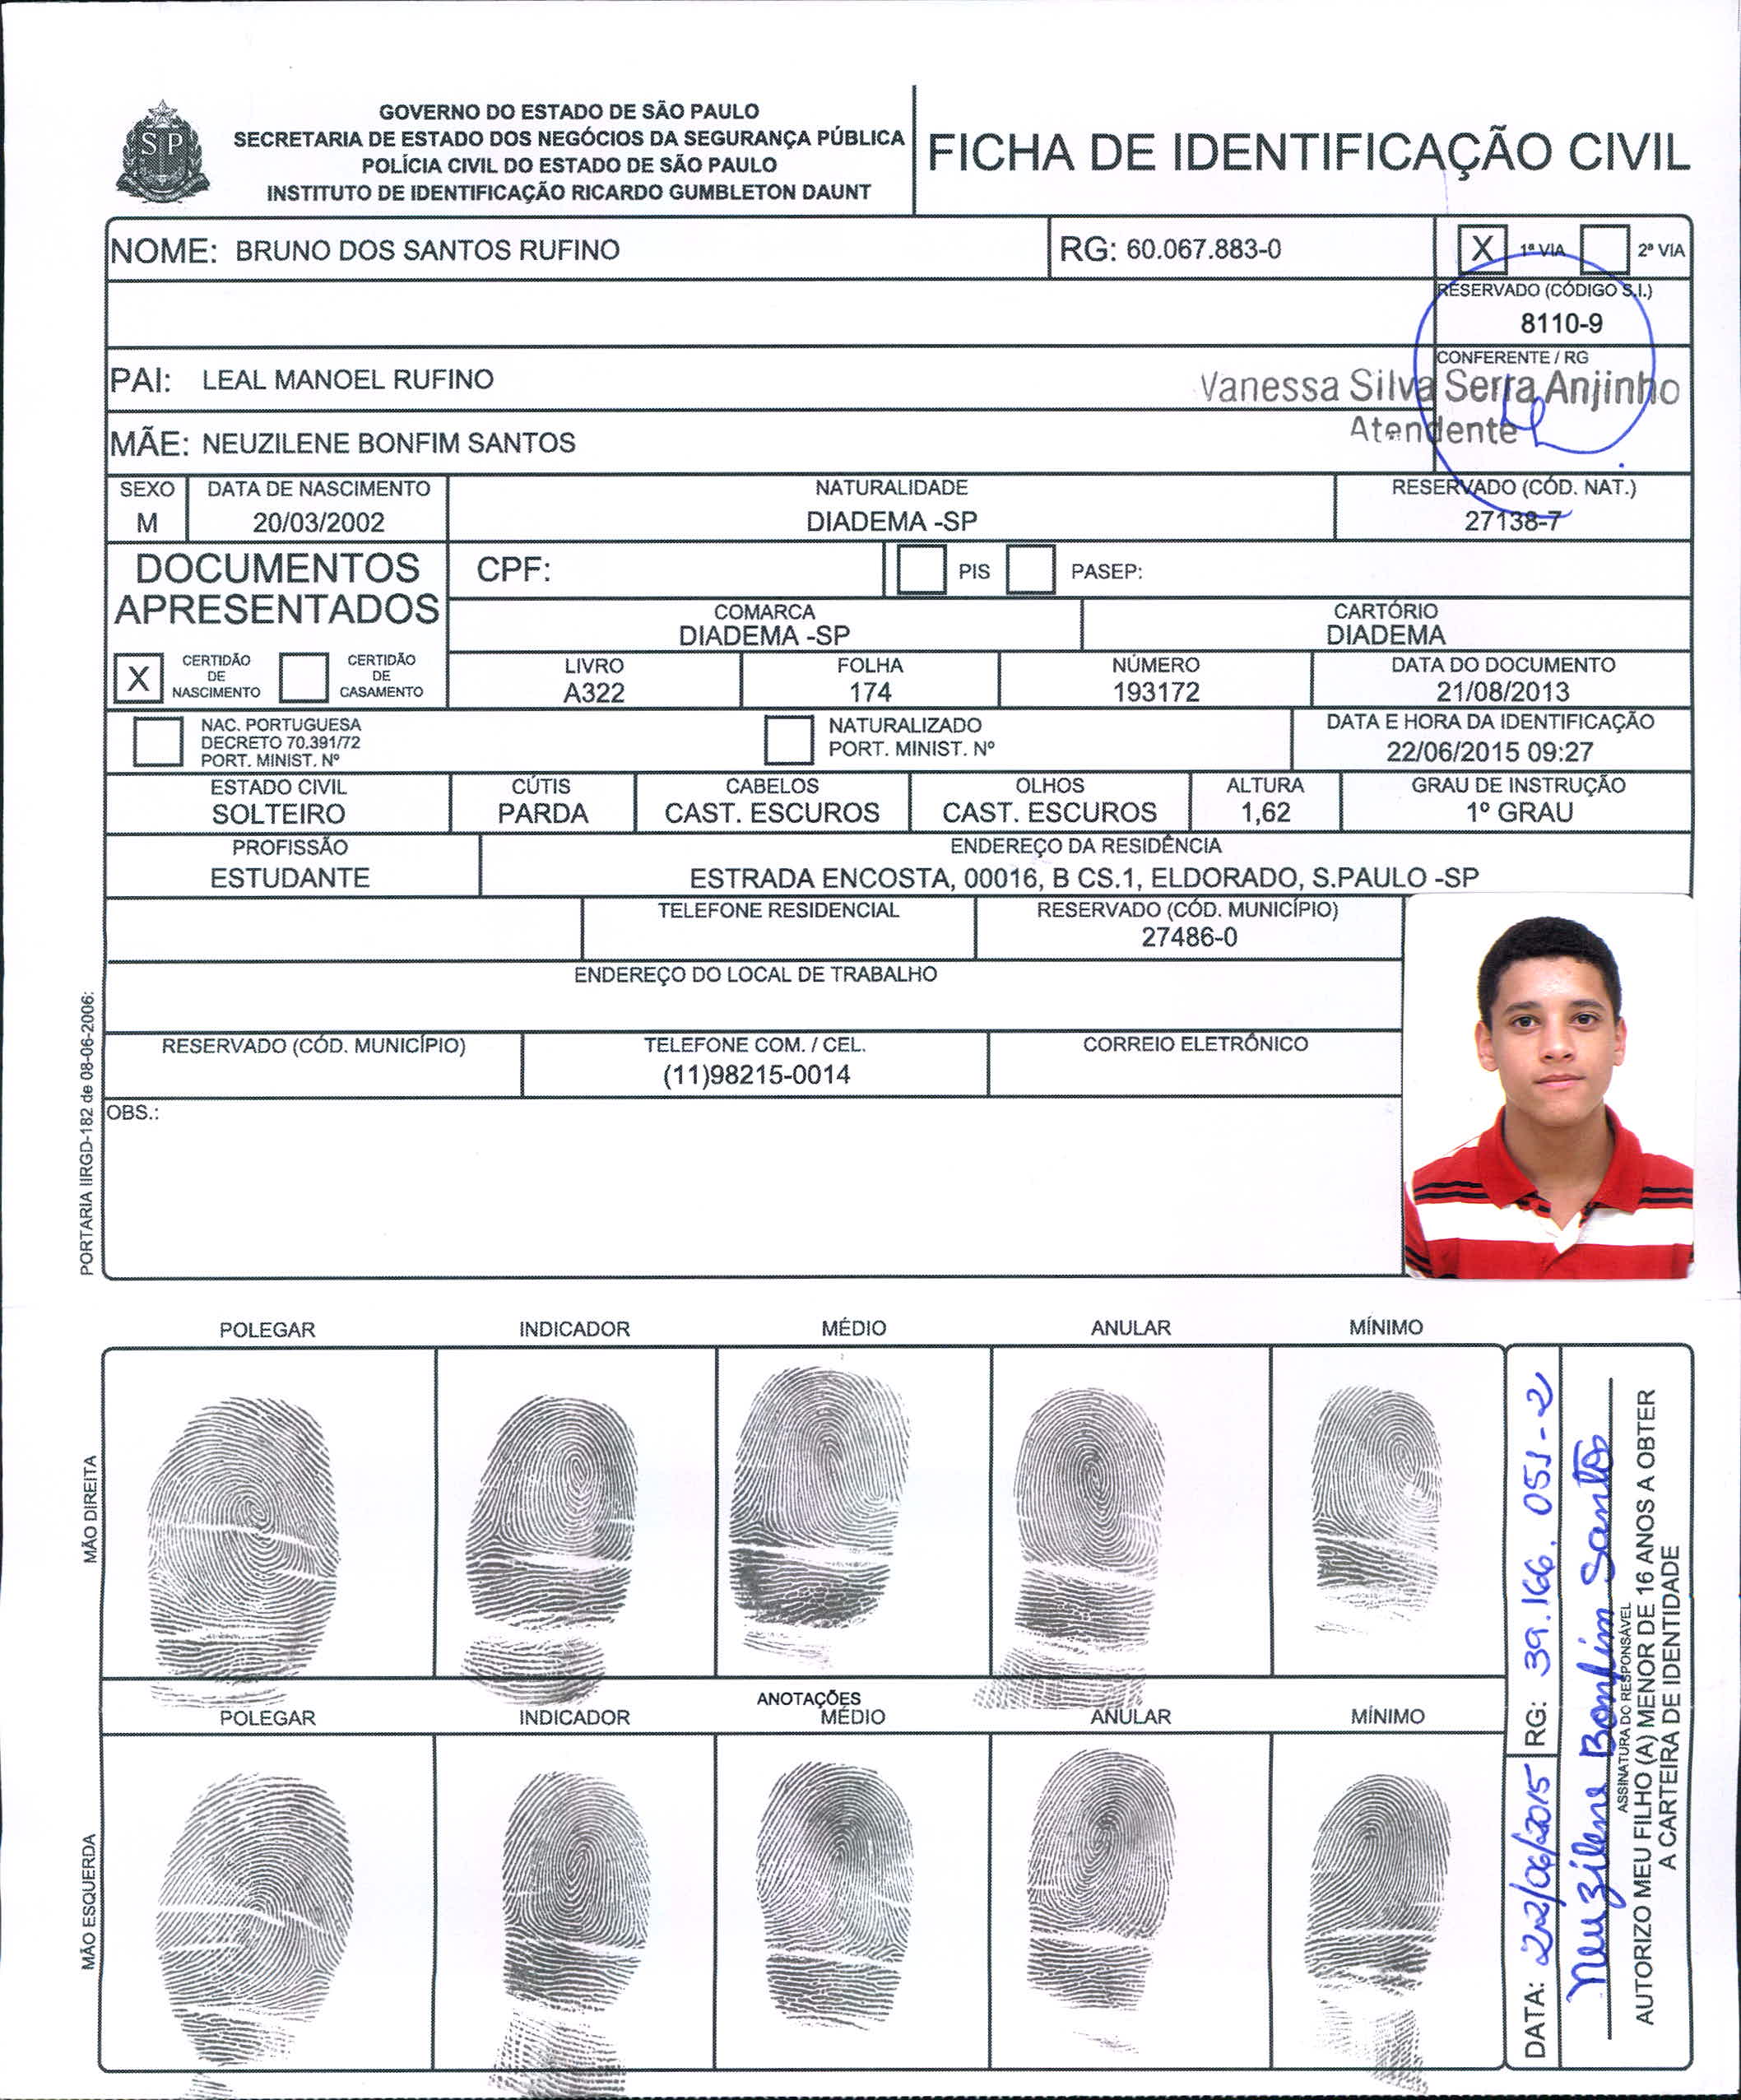 GOVERNO DO ESTADO DE SÃO PAULO
SECRETARIA DE ESTADO DOS NEGÓCIOS DA SEGURANÇA PÚBLICA
POLÍCIA CIVIL DO ESTADO DE SÃO PAULO
INSTITUTO DE IDENTIFICAÇÃO RICARDO GUMBLETON DAUNT
SP
FICHA DE IDENTIFICAÇÃO CIVIL
NOME: BRUNO DOS SANTOS RUFINO
RG: 60.067.883-0
X 1ª VIA 2ª VIA
RESERVADO (CÓDIGO S.I.)
8110-9
PAI: LEAL MANOEL RUFINO
CONFERENTE / RG
Vanessa Silva Serra Anjinho
Atendente
MÃE: NEUZILENE BONFIM SANTOS
SEXO
M
DATA DE NASCIMENTO
20/03/2002
NATURALIDADE
DIADEMA -SP
RESERVADO (CÓD. NAT.)
27138-7
DOCUMENTOS
APRESENTADOS
CPF:
PIS
PASEP:
COMARCA
DIADEMA -SP
CARTÓRIO
DIADEMA
X
CERTIDÃO
DE
NASCIMENTO
CERTIDÃO
DE
CASAMENTO
LIVRO
A322
FOLHA
174
NÚMERO
193172
DATA DO DOCUMENTO
21/08/2013
NAC. PORTUGUESA
DECRETO 70.391/72
PORT. MINIST. Nº
NATURALIZADO
PORT. MINIST. Nº
DATA E HORA DA IDENTIFICAÇÃO
22/06/2015 09:27
ESTADO CIVIL
SOLTEIRO
CÚTIS
PARDA
CABELOS
CAST. ESCUROS
OLHOS
CAST. ESCUROS
ALTURA
1,62
GRAU DE INSTRUÇÃO
1º GRAU
PROFISSÃO
ESTUDANTE
ENDEREÇO DA RESIDÊNCIA
ESTRADA ENCOSTA, 00016, B CS.1, ELDORADO, S.PAULO -SP
TELEFONE RESIDENCIAL
RESERVADO (CÓD. MUNICÍPIO)
27486-0
ENDEREÇO DO LOCAL DE TRABALHO
RESERVADO (CÓD. MUNICÍPIO)
TELEFONE COM. / CEL.
(11)98215-0014
CORREIO ELETRÔNICO
OBS.:
PORTARIA IIRGD-182 de 08-06-2006:
POLEGAR INDICADOR MÉDIO ANULAR MÍNIMO
MÃO DIREITA
ANOTAÇÕES
POLEGAR INDICADOR MÉDIO ANULAR MÍNIMO
MÃO ESQUERDA
DATA: 22/06/2015 RG: 39.166.051-2
Neuzilene Bonfim Santos
ASSINATURA DO RESPONSÁVEL
AUTORIZO MEU FILHO (A) MENOR DE 16 ANOS A OBTER
A CARTEIRA DE IDENTIDADE